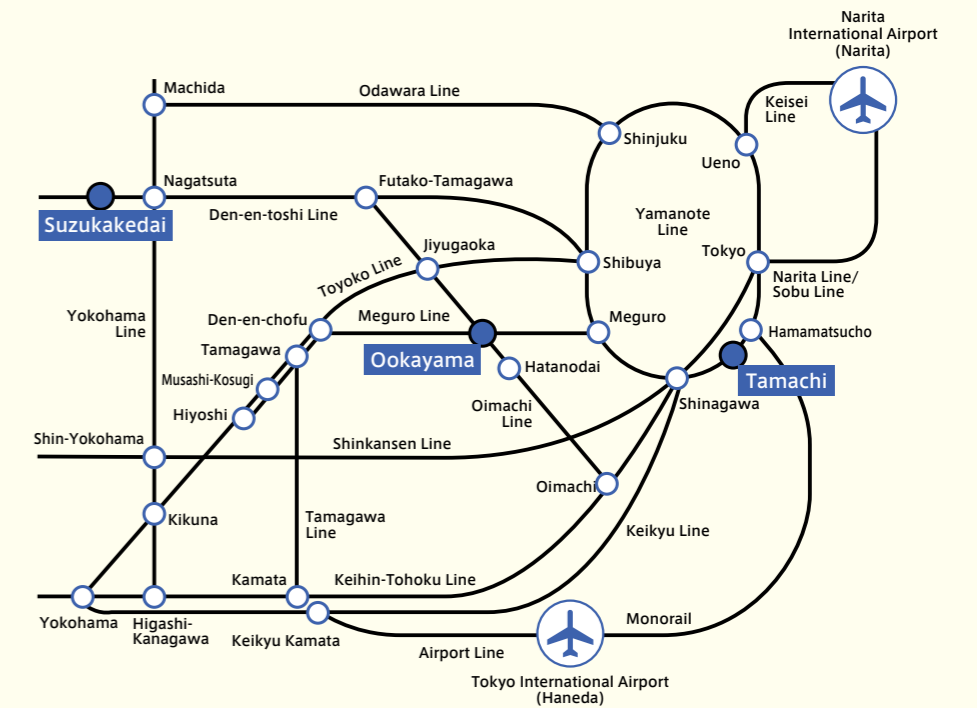 Narita
International Airport
(Narita)
Machida
Odawara Line
Keisei
Line
Shinjuku
Ueno
Nagatsuta
Futako-Tamagawa
Suzukakedai
Den-en-toshi Line
Yamanote
Line
Jiyugaoka
Tokyo
Toyoko Line
Shibuya
Narita Line/
Sobu Line
Yokohama
Line
Den-en-chofu
Meguro Line
Meguro
Hamamatsucho
Tamagawa
Ookayama
Hatanodai
Musashi-Kosugi
Tamachi
Hiyoshi
Oimachi
Line
Shinagawa
Shin-Yokohama
Shinkansen Line
Oimachi
Kikuna
Tamagawa
Line
Keikyu Line
Kamata
Keihin-Tohoku Line
Yokohama
Higashi-
Kanagawa
Keikyu Kamata
Monorail
Airport Line
Tokyo International Airport
(Haneda)